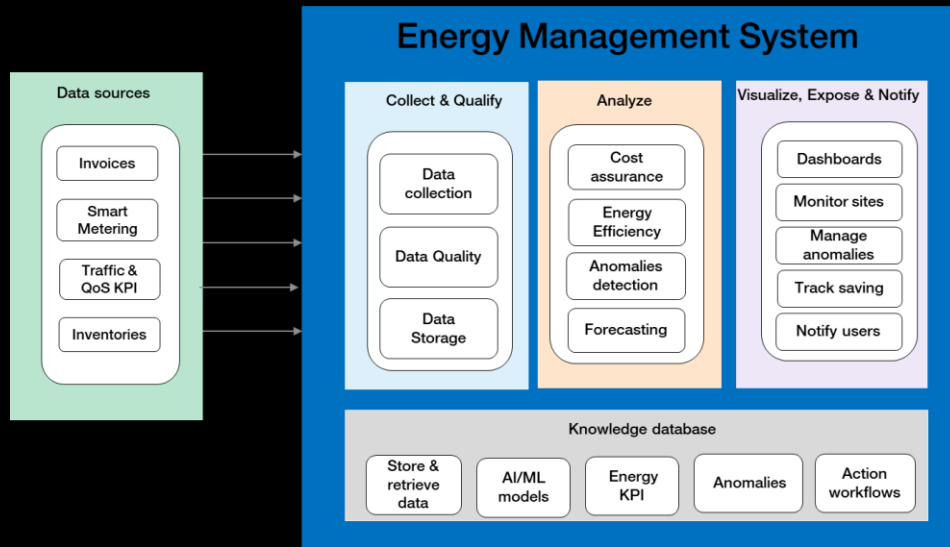 Energy Management System
Data sources
Invoices
Smart
Metering
Traffic &
QoS KPI
Inventories
Collect & Qualify
Data
collection
Data Quality
Data
Storage
Analyze
Cost
assurance
Energy
Efficiency
Anomalies
detection
Forecasting
Visualize, Expose & Notify
Dashboards
Monitor sites
Manage
anomalies
Track saving
Notify users
Knowledge database
Store &
retrieve
data
AI/ML
models
Energy
KPI
Anomalies
Action
workflows